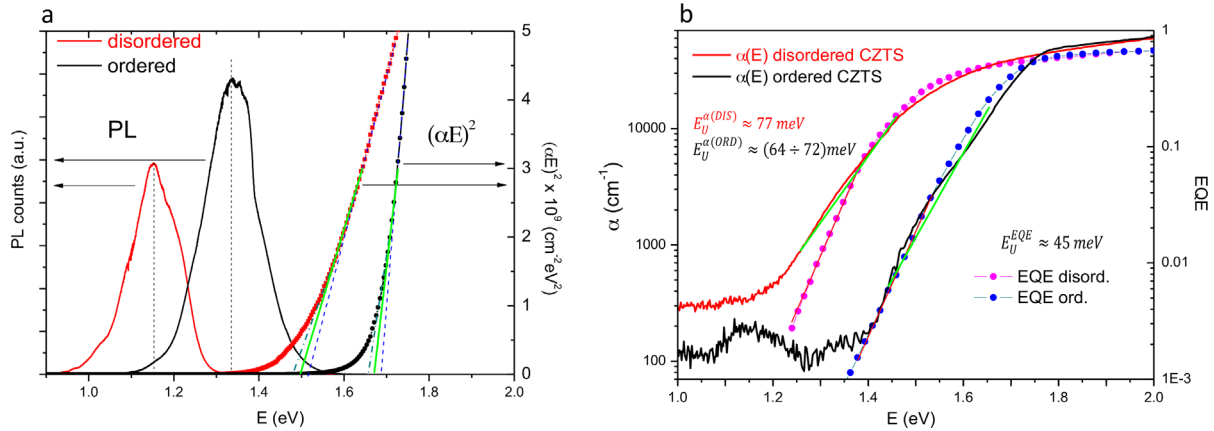 a
disordered
ordered
PL
(αE)²
PL counts (a.u.)
1.0 1.2 1.4 1.6 1.8 2.0
E (eV)
5
4
3
2
1
0
(αE)² x 10⁹ (cm⁻²eV²)
b
α(E) disordered CZTS
α(E) ordered CZTS
E_U^α(DIS) ≈ 77 meV
E_U^α(ORD) ≈ (64 ÷ 72)meV
E_U^EQE ≈ 45 meV
EQE disord.
EQE ord.
10000
1000
100
α (cm⁻¹)
1.0 1.2 1.4 1.6 1.8 2.0
E (eV)
1
0.1
0.01
1E-3
EQE